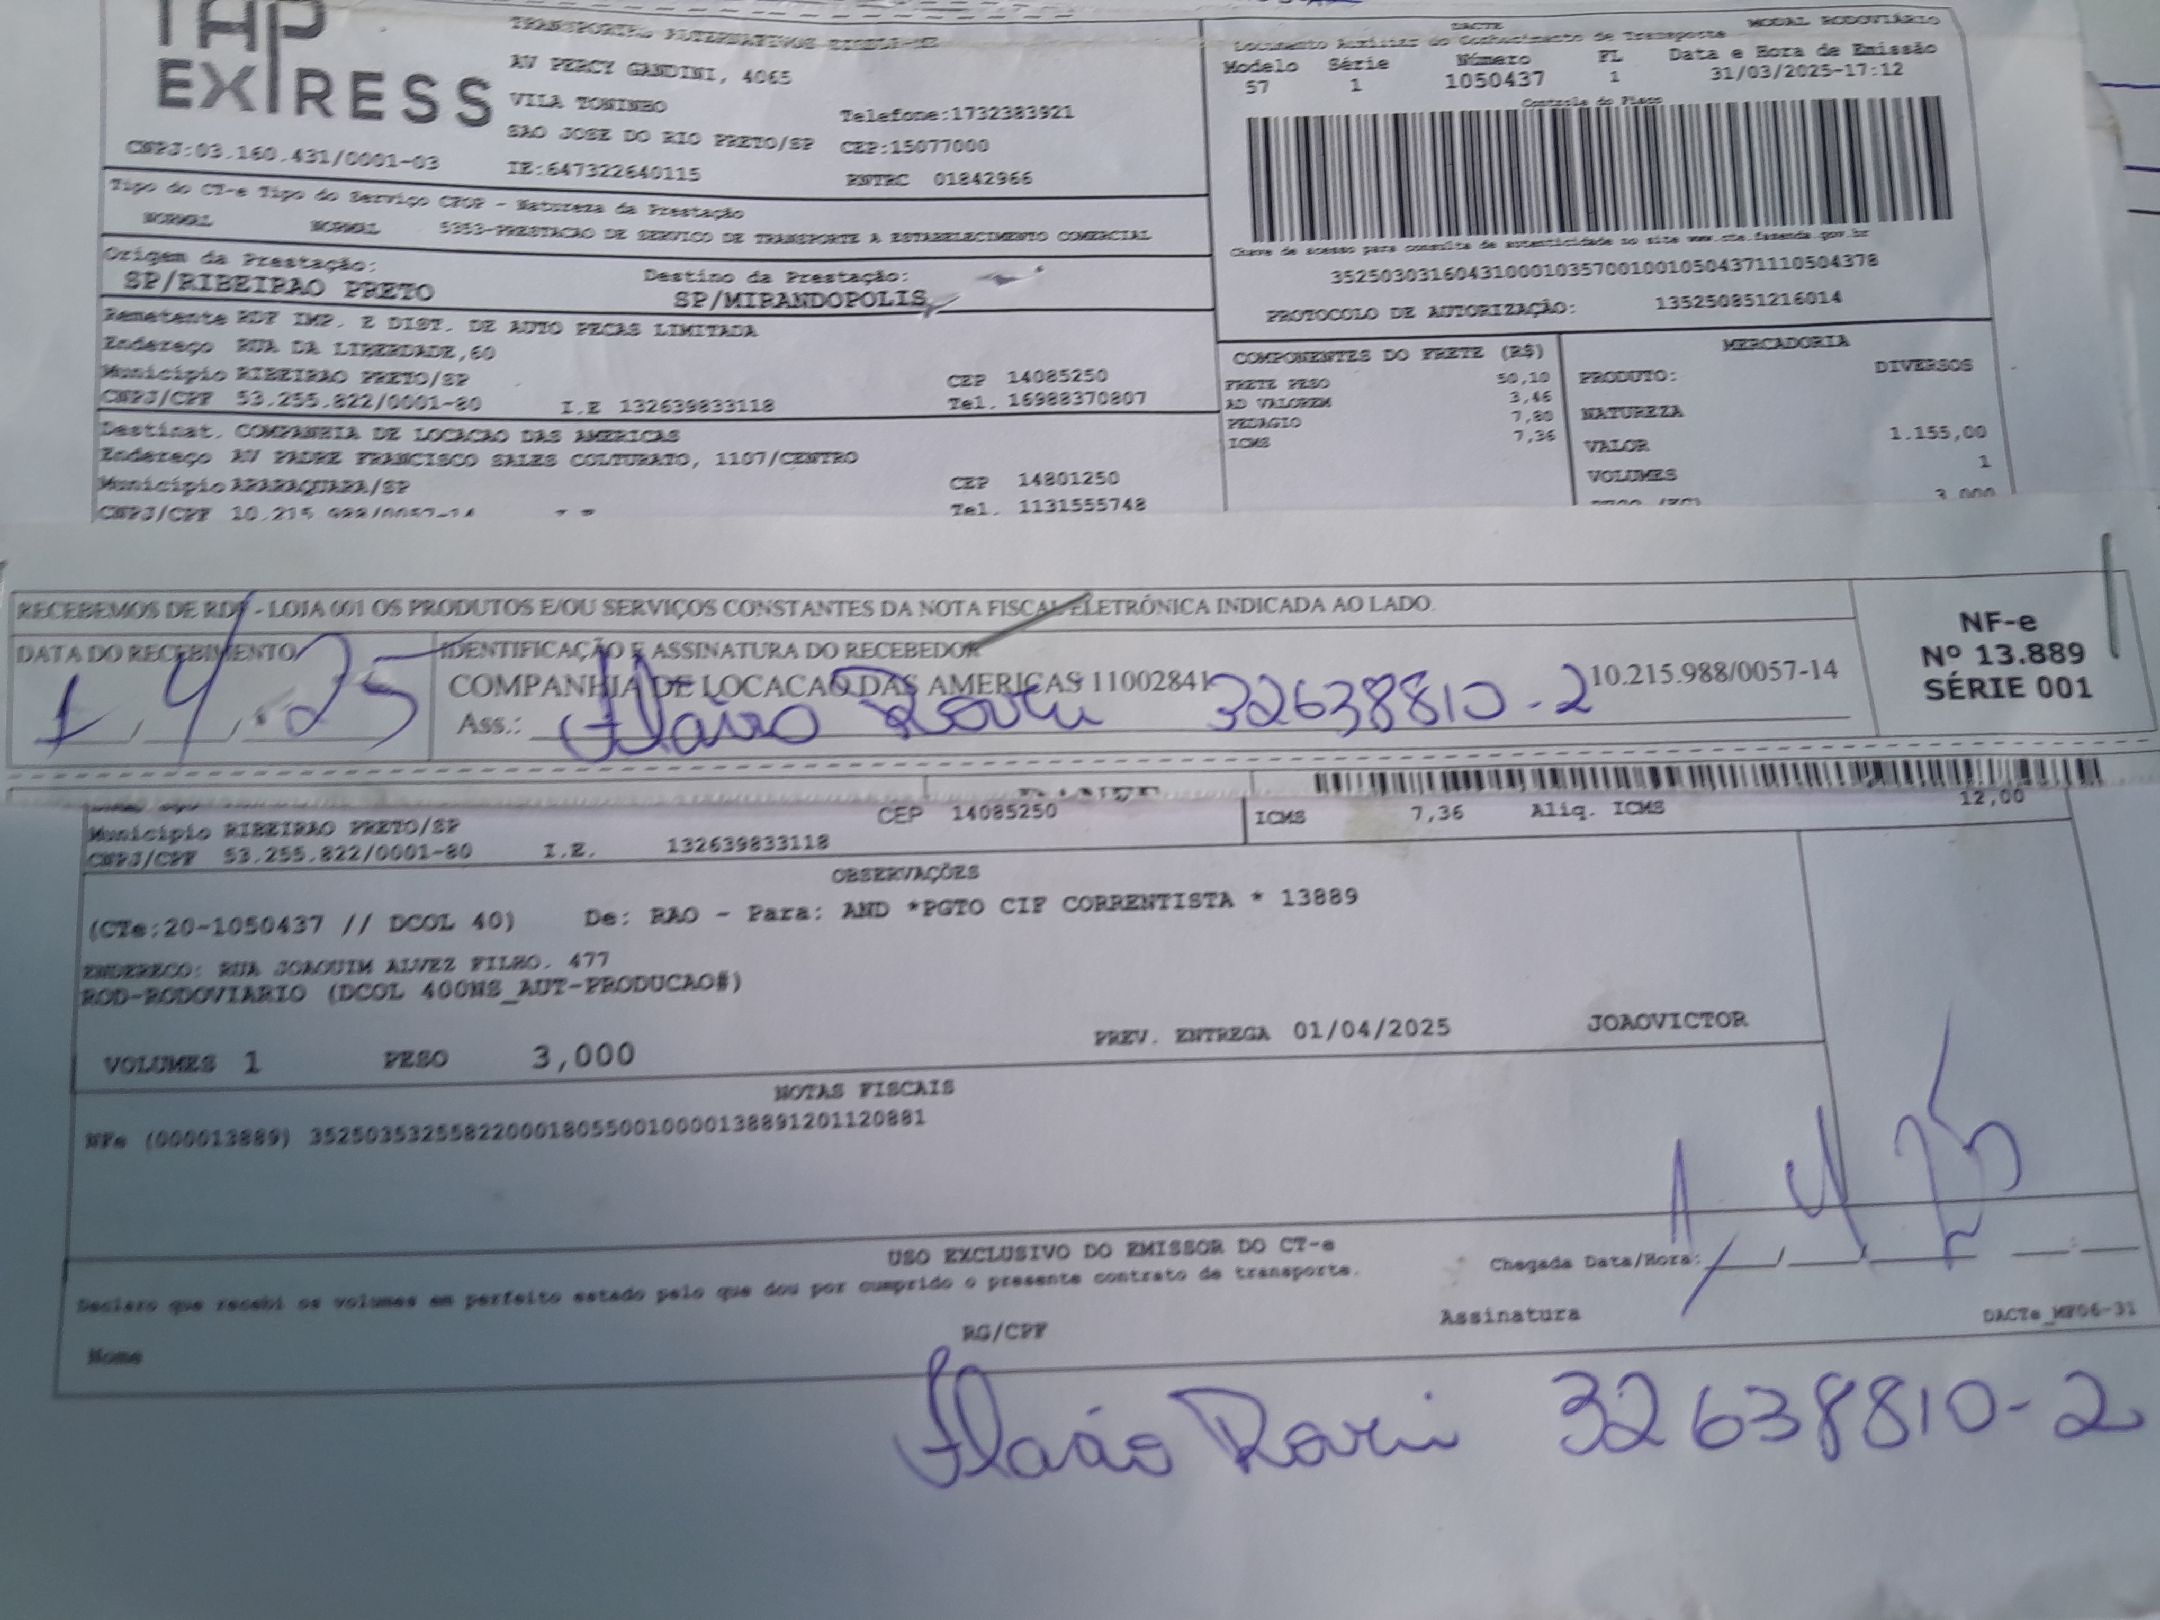 TAP
EXPRESS
TRANSPORTES ALTERNATIVOS
AV PERCY GANDINI, 4065
VILA TONINHO
Telefone:1732383921
SAO JOSE DO RIO PRETO/SP CEP:15077000
CNPJ:03.160.431/0001-03
IE:647322640115
RNTRC 01842966
DACTE
MODAL RODOVIÁRIO
Documento Auxiliar do Conhecimento de Transporte
Modelo Série Número FL Data e Hora de Emissão
57 1 1050437 1 31/03/2025-17:12
Controle do Fisco
Chave de acesso para consulta de autenticidade no site www.cte.fazenda.gov.br
35250303160431000103570010010504371110504378
PROTOCOLO DE AUTORIZAÇÃO: 135250851216014
Tipo do CT-e Tipo do Serviço CFOP - Natureza da Prestação
NORMAL NORMAL 5353-PRESTACAO DE SERVICO DE TRANSPORTE A ESTABELECIMENTO COMERCIAL
Origem da Prestação: Destino da Prestação:
SP/RIBEIRAO PRETO SP/MIRANDOPOLIS
Remetente RDF IMP. E DIST. DE AUTO PECAS LIMITADA
Endereço RUA DA LIBERDADE,60
Município RIBEIRAO PRETO/SP CEP 14085250
CNPJ/CPF 53.255.822/0001-80 I.E 132639833118 Tel. 16988370807
Destinat. COMPANHIA DE LOCACAO DAS AMERICAS
Endereço AV PADRE FRANCISCO SALES COLTURATO, 1107/CENTRO
Município ARARAQUARA/SP CEP 14801250
CNPJ/CPF 10.215.988/0057-14 Tel. 1131555748
COMPONENTES DO FRETE (R$)
FRETE PESO 50,10
AD VALOREM 3,46
PEDAGIO 7,80
ICMS 7,36
MERCADORIA
PRODUTO: DIVERSOS
NATUREZA
VALOR 1.155,00
VOLUMES 1
PESO (KG) 3,000
RECEBEMOS DE RDF - LOJA 001 OS PRODUTOS E/OU SERVIÇOS CONSTANTES DA NOTA FISCAL ELETRÔNICA INDICADA AO LADO.
DATA DO RECEBIMENTO
1 / 4 / 25
IDENTIFICAÇÃO E ASSINATURA DO RECEBEDOR
COMPANHIA DE LOCACAO DAS AMERICAS 11002841 10.215.988/0057-14
Ass.: 32638810-2
NF-e
Nº 13.889
SÉRIE 001
Município RIBEIRAO PRETO/SP CEP 14085250
CNPJ/CPF 53.255.822/0001-80 I.E. 132639833118
ICMS 7,36 Aliq. ICMS 12,00
OBSERVAÇÕES
(CTe:20-1050437 // DCOL 40) De: RAO - Para: AND *PGTO CIF CORRENTISTA * 13889
ENDERECO: RUA JOAQUIM ALVEZ FILHO, 477
ROD-RODOVIARIO (DCOL 400NS_AUT-PRODUCAO#)
VOLUMES 1 PESO 3,000 PREV. ENTREGA 01/04/2025 JOAOVICTOR
NOTAS FISCAIS
NFe (000013889) 35250353255822000180550010000138891201120881
1 4 25
USO EXCLUSIVO DO EMISSOR DO CT-e
Declaro que recebi os volumes em perfeito estado pelo que dou por cumprido o presente contrato de transporte.
Chegada Data/Hora: ___/___/_____ ___:___
Nome RG/CPF Assinatura
DACTe_MF06-31
32638810-2